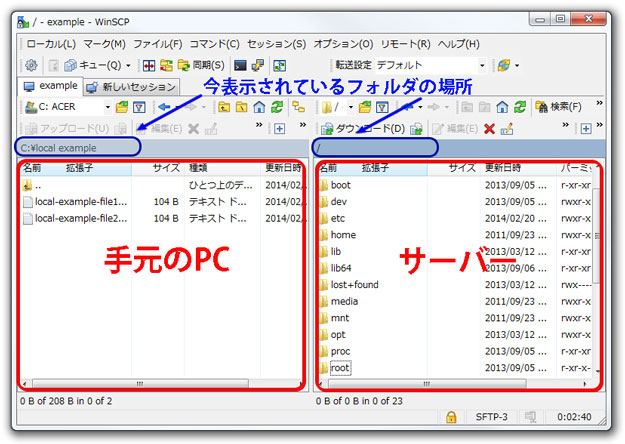 / - example - WinSCP
ローカル(L) マーク(M) ファイル(F) コマンド(C) セッション(S) オプション(O) リモート(R) ヘルプ(H)
キュー(Q) 同期(S) 転送設定 デフォルト
example 新しいセッション
今表示されているフォルダの場所
C: ACER / 検索(F) »
アップロード(U) 編集(E) » ダウンロード(D) 編集(E) »
C:¥local example
/
名前 拡張子 サイズ 種類 更新日時
.. ひとつ上のデ... 2014/02/
local-example-file1... 104 B テキスト ド... 2014/02/
local-example-file2... 104 B テキスト ド... 2014/02/
手元のPC
名前 拡張子 サイズ 更新日時 パーミ
boot 2013/09/05 ... r-xr-xr
dev 2013/09/05 ... rwxr-x
etc 2014/02/20 ... rwxr-x
home 2011/09/23 ... rwxr-x
lib 2013/03/12 ... r-xr-xr
lib64 2013/09/06 ... r-xr-xr
lost+found 2013/03/12 ... rwx----
media 2011/09/23 ... rwxr-x
mnt 2011/09/23 ... rwxr-x
opt 2013/03/12 ... rwxr-x
proc 2013/09/05 ... r-xr-xr
root 2013/09/05 ... r-xr-x-
サーバー
0 B of 208 B in 0 of 2
0 B of 0 B in 0 of 23
SFTP-3 0:02:40